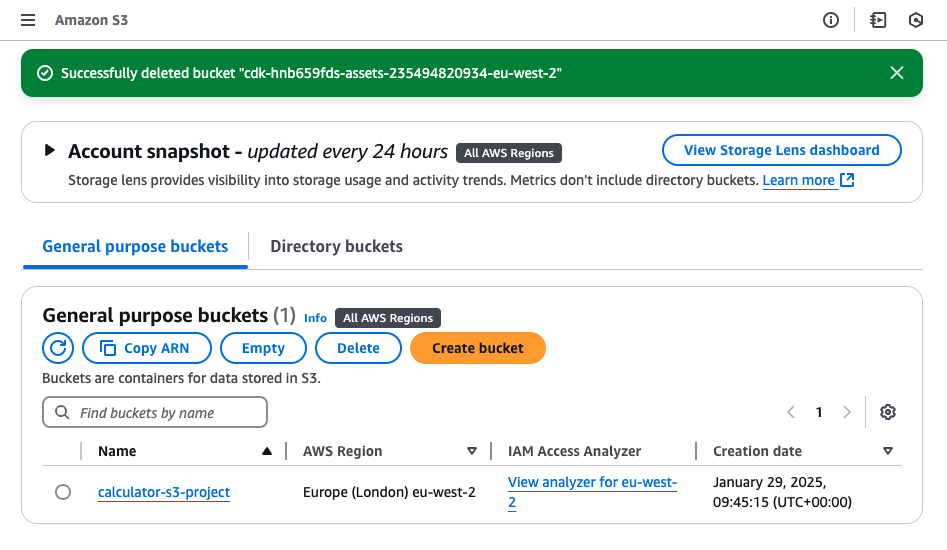 Amazon S3
Successfully deleted bucket "cdk-hnb659fds-assets-235494820934-eu-west-2"
Account snapshot - updated every 24 hours All AWS Regions
View Storage Lens dashboard
Storage lens provides visibility into storage usage and activity trends. Metrics don't include directory buckets. Learn more
General purpose buckets Directory buckets
General purpose buckets (1) Info All AWS Regions
Copy ARN Empty Delete Create bucket
Buckets are containers for data stored in S3.
Find buckets by name
1
Name AWS Region IAM Access Analyzer Creation date
calculator-s3-project Europe (London) eu-west-2 View analyzer for eu-west-
2
January 29, 2025,
09:45:15 (UTC+00:00)